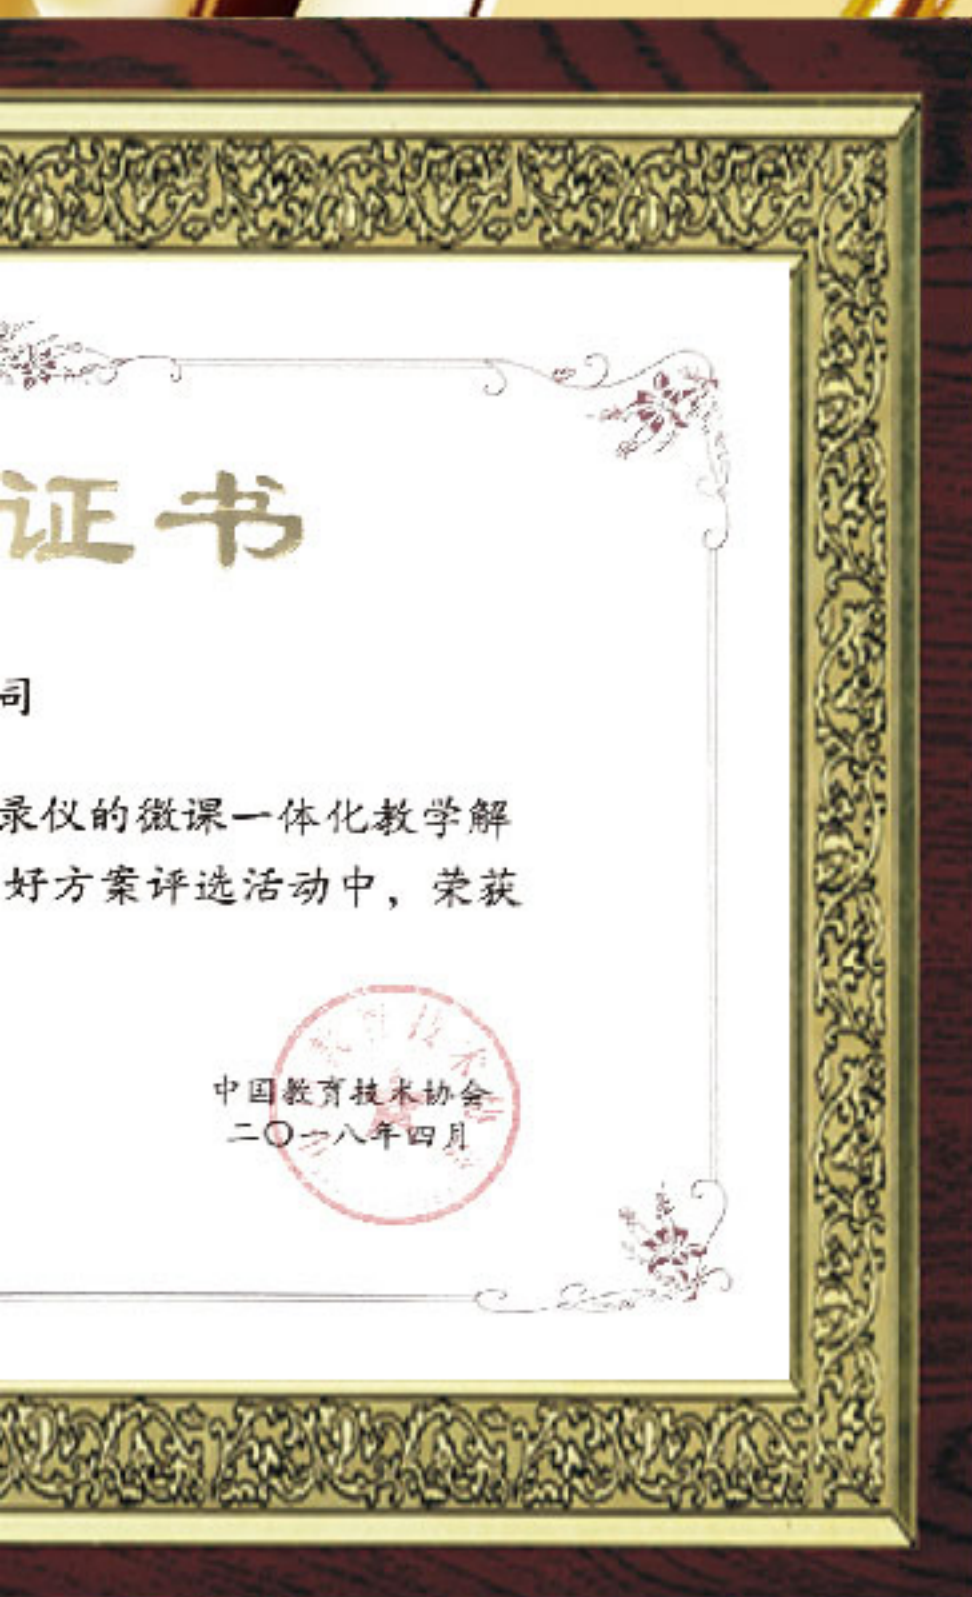 证书
司
录仪的微课一体化教学解
好方案评选活动中，荣获
中国教育技术协会
二〇一八年四月